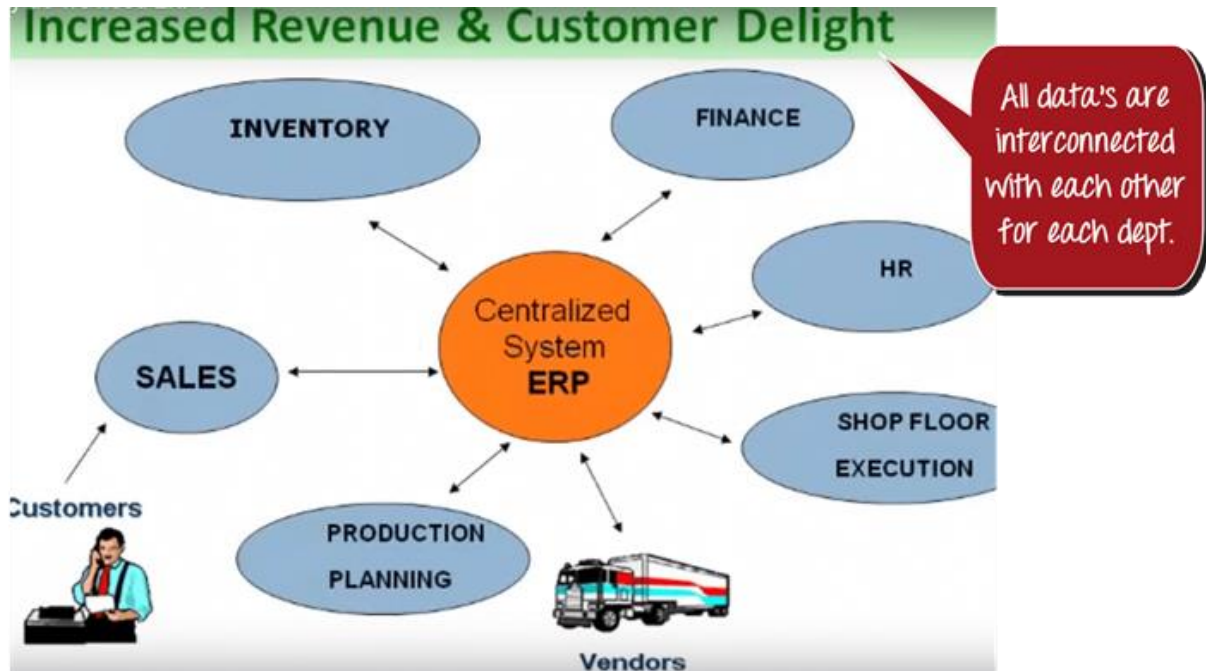 Increased Revenue & Customer Delight
All data's are
interconnected
with each other
for each dept.
INVENTORY
FINANCE
HR
Centralized
System
ERP
SALES
SHOP FLOOR
EXECUTION
Customers
PRODUCTION
PLANNING
Vendors